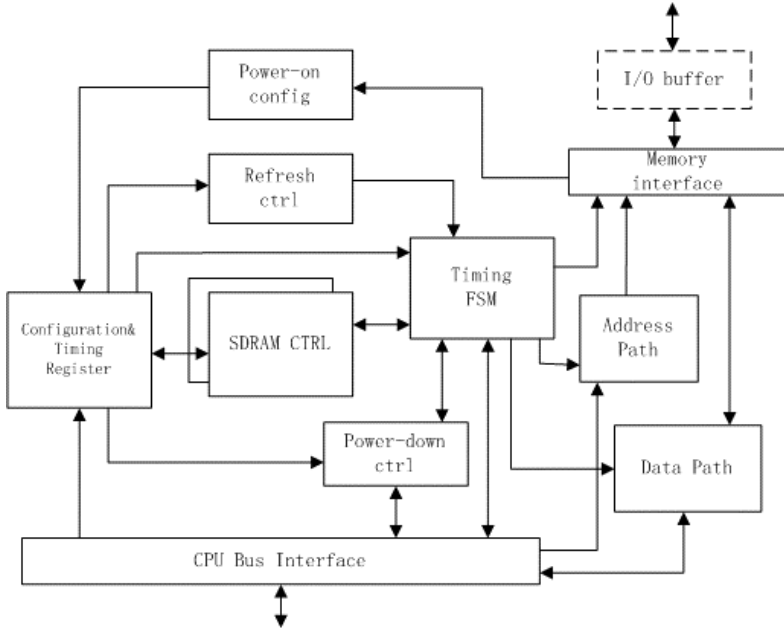 Power-on
config
I/O buffer
Memory
interface
Refresh
ctrl
Timing
FSM
Configuration&
Timing
Register
SDRAM CTRL
Address
Path
Power-down
ctrl
Data Path
CPU Bus Interface